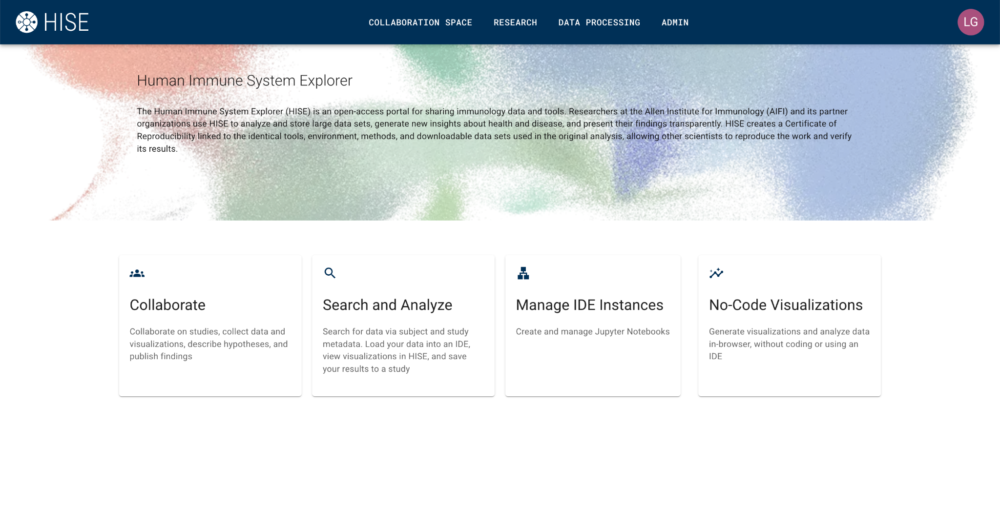 HISE
COLLABORATION SPACE
RESEARCH
DATA PROCESSING
ADMIN
LG
Human Immune System Explorer
The Human Immune System Explorer (HISE) is an open-access portal for sharing immunology data and tools. Researchers at the Allen Institute for Immunology (AIFI) and its partner
organizations use HISE to analyze and store large data sets, generate new insights about health and disease, and present their findings transparently. HISE creates a Certificate of
Reproducibility linked to the identical tools, environment, methods, and downloadable data sets used in the original analysis, allowing other scientists to reproduce the work and verify
its results.
Collaborate
Collaborate on studies, collect data and
visualizations, describe hypotheses, and
publish findings
Search and Analyze
Search for data via subject and study
metadata. Load your data into an IDE,
view visualizations in HISE, and save
your results to a study
Manage IDE Instances
Create and manage Jupyter Notebooks
No-Code Visualizations
Generate visualizations and analyze data
in-browser, without coding or using an
IDE